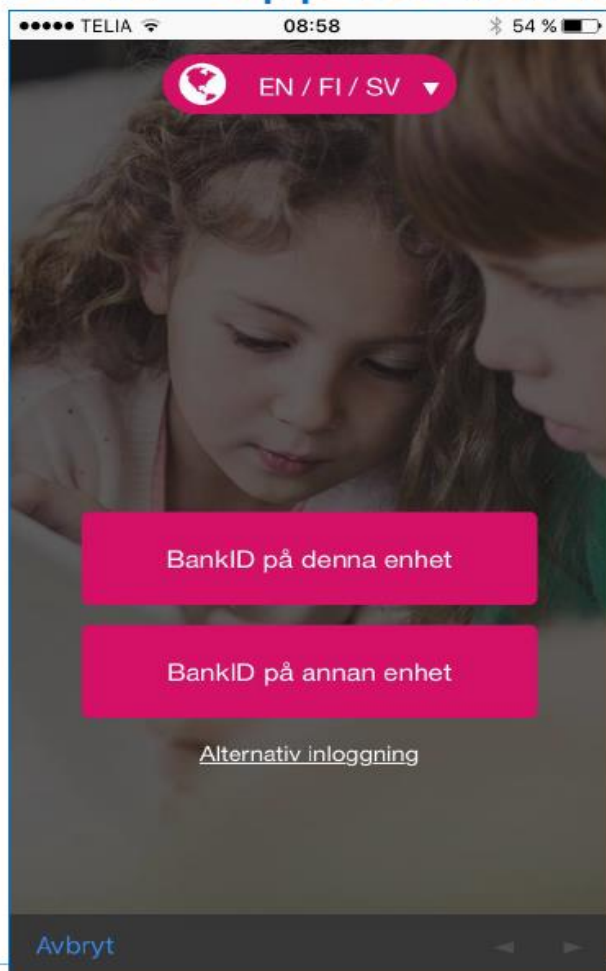 TELIA 08:58 54 %
EN / FI / SV
BankID på denna enhet
BankID på annan enhet
Alternativ inloggning
Avbryt